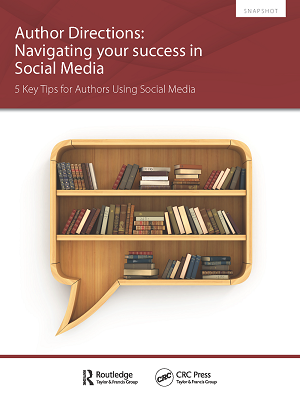 SNAPSHOT
Author Directions:
Navigating your success in
Social Media
5 Key Tips for Authors Using Social Media
Routledge
Taylor & Francis Group
CRC
CRC Press
Taylor & Francis Group